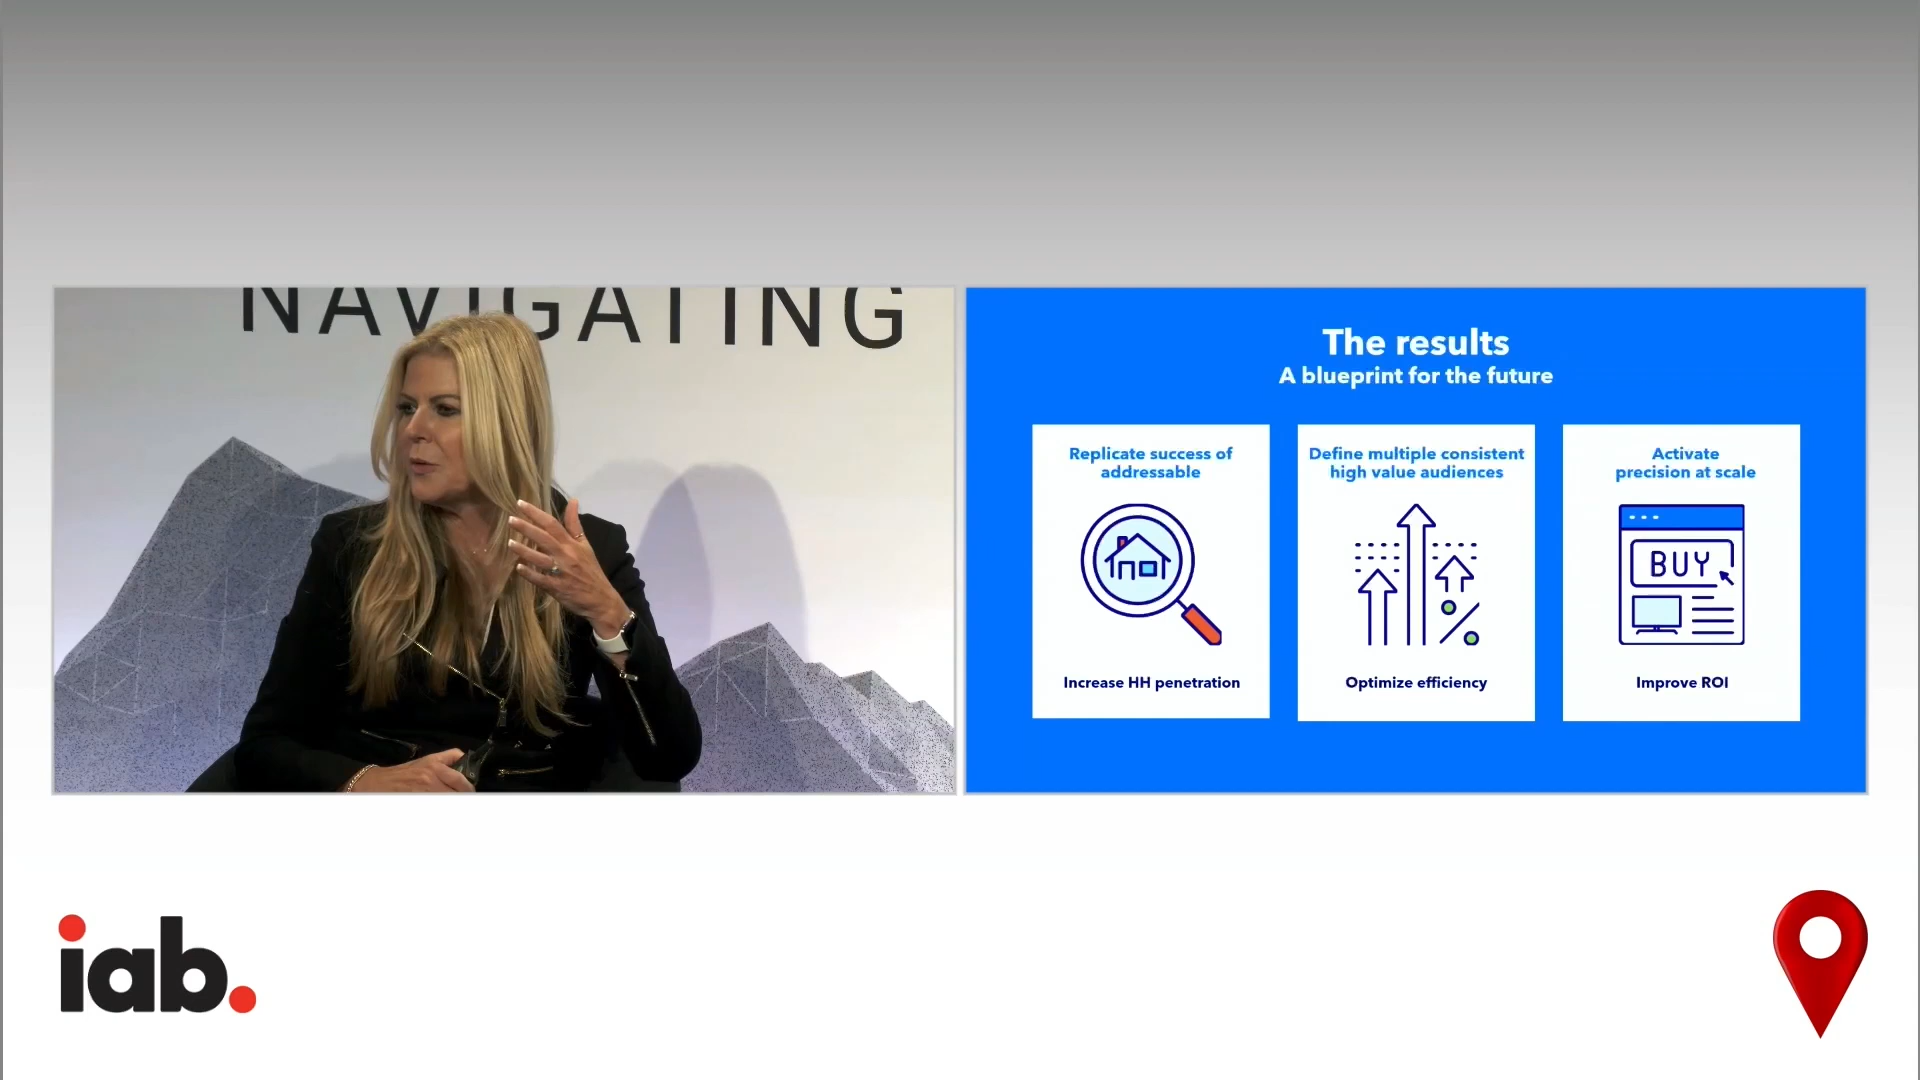 NAVIGATING
The results
A blueprint for the future
Replicate success of
addressable
Increase HH penetration
Define multiple consistent
high value audiences
Optimize efficiency
Activate
precision at scale
BUY
Improve ROI
iab.